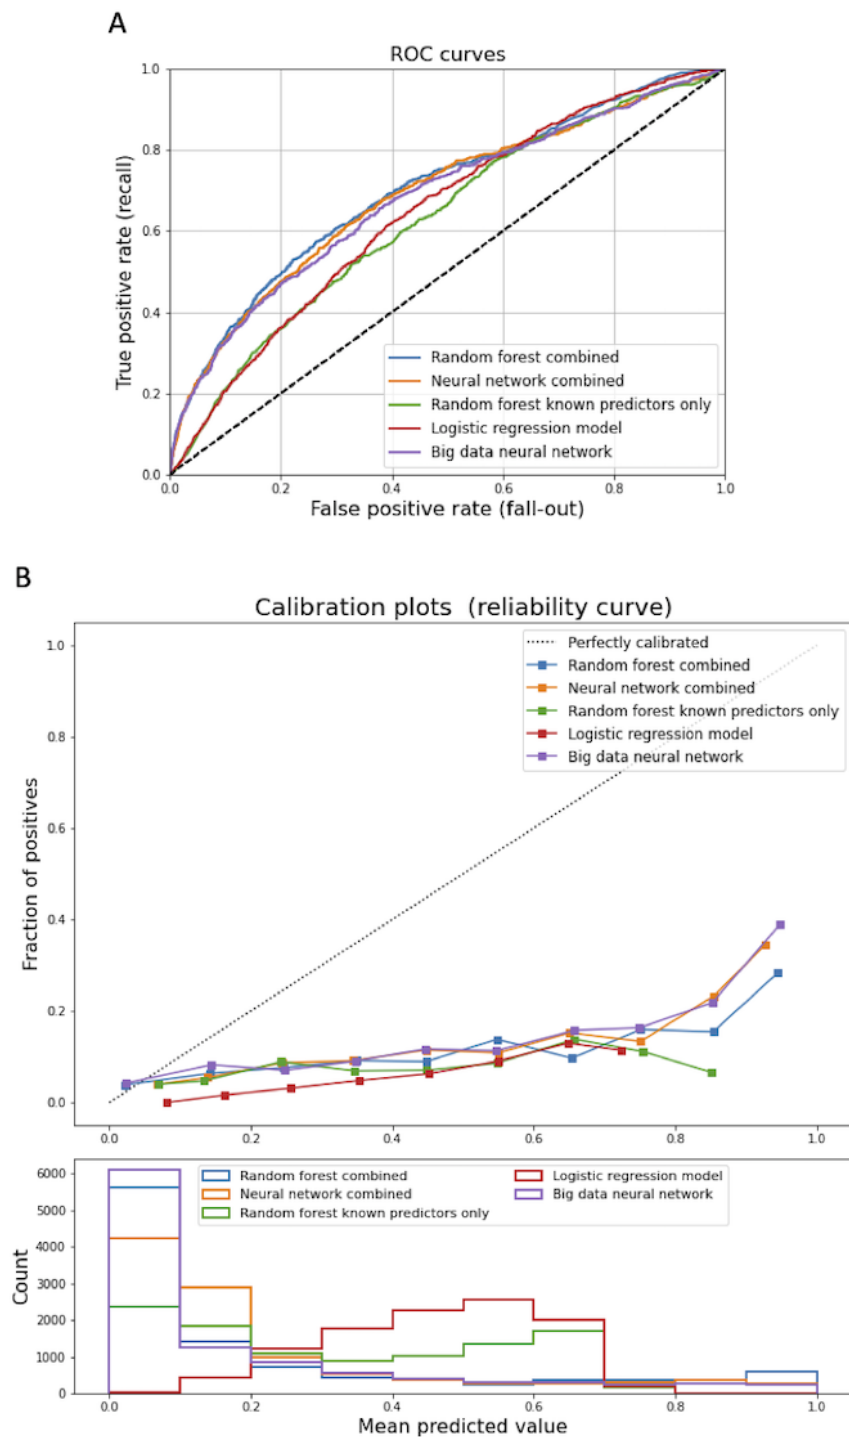 A
ROC curves
1.0
0.8
0.6
0.4
0.2
0.0
True positive rate (recall)
Random forest combined
Neural network combined
Random forest known predictors only
Logistic regression model
Big data neural network
0.0 0.2 0.4 0.6 0.8 1.0
False positive rate (fall-out)
B
Calibration plots (reliability curve)
1.0
0.8
0.6
0.4
0.2
0.0
Fraction of positives
Perfectly calibrated
Random forest combined
Neural network combined
Random forest known predictors only
Logistic regression model
Big data neural network
0.0 0.2 0.4 0.6 0.8 1.0
6000
5000
4000
3000
2000
1000
0
Count
Random forest combined
Neural network combined
Random forest known predictors only
Logistic regression model
Big data neural network
0.0 0.2 0.4 0.6 0.8 1.0
Mean predicted value